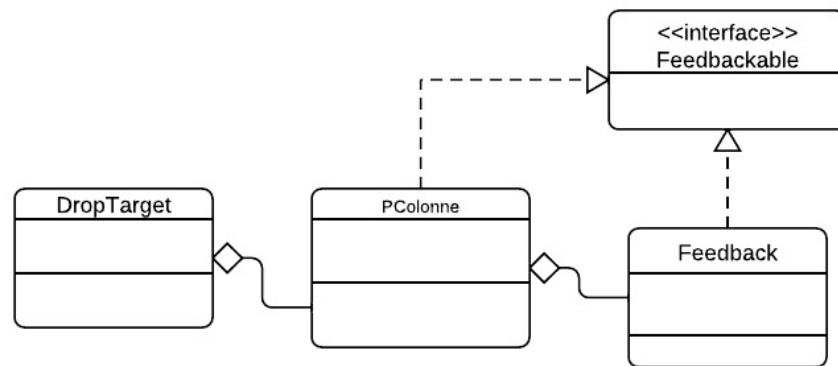 <<interface>>
Feedbackable
DropTarget
PColonne
Feedback